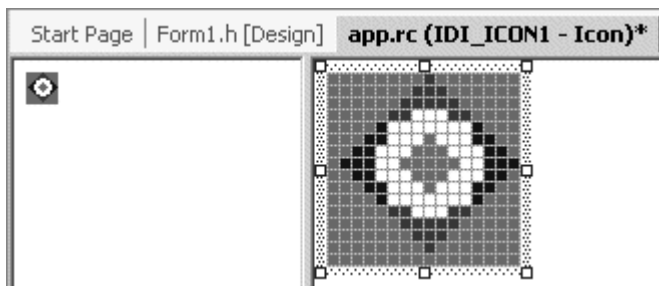 Start Page | Form1.h [Design] app.rc (IDI_ICON1 - Icon)*